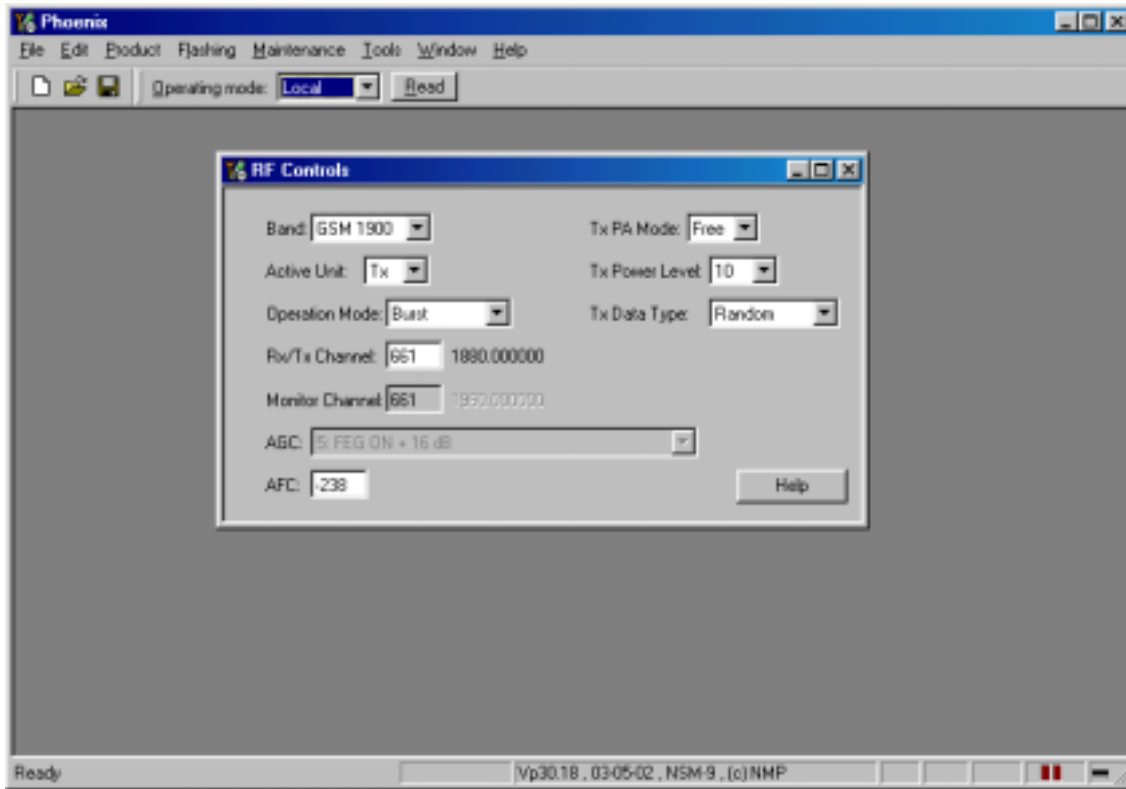 Phoenix
File Edit Product Flashing Maintenance Tools Window Help
Operating mode: Local Read
RF Controls
Band: GSM 1900 Tx PA Mode: Free
Active Unit: Tx Tx Power Level: 10
Operation Mode: Burst Tx Data Type: Random
Rx/Tx Channel: 661 1880.000000
Monitor Channel: 661 1960.000000
AGC: 5: FEG ON + 16 dB
AFC: -238 Help
Ready Vp30.18 , 03-05-02 , NSM-9 , (c) NMP